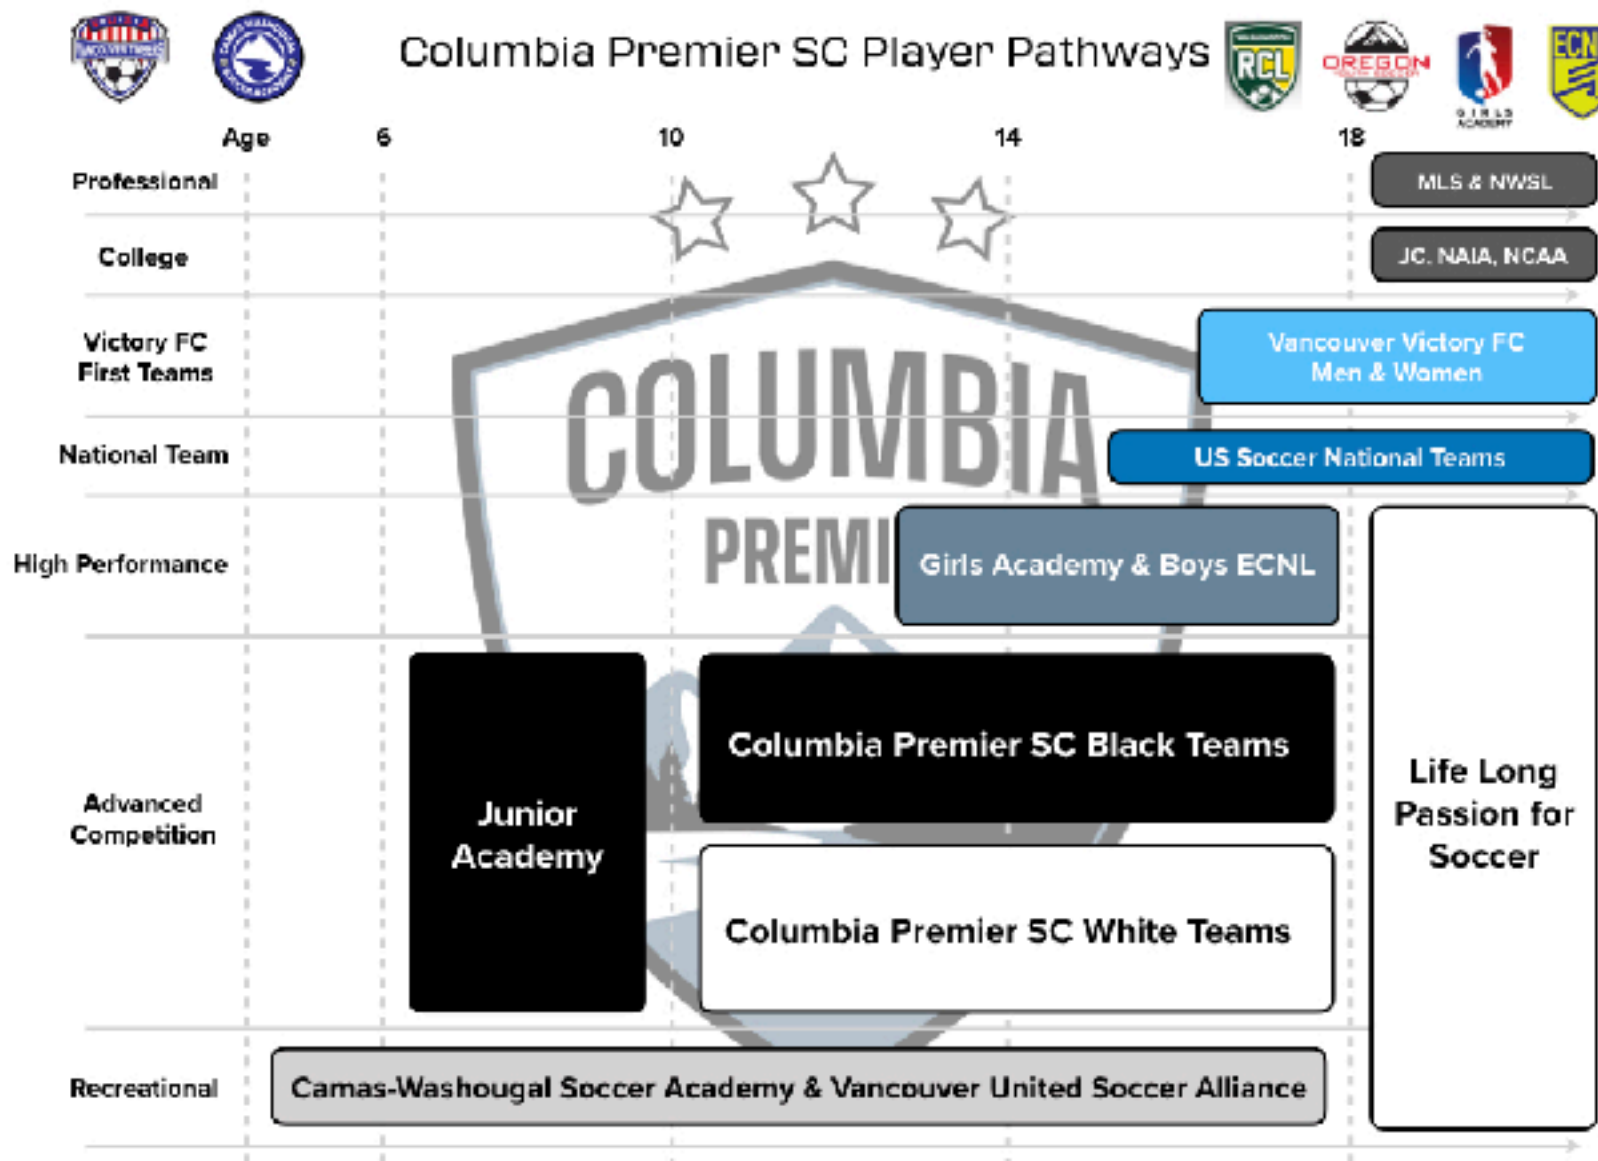 Columbia Premier SC Player Pathways
RCL
OREGON
GIRLS
ACADEMY
Age 6 10 14 18
Professional
MLS & NWSL
College
JC, NAIA, NCAA
Victory FC
First Teams
Vancouver Victory FC
Men & Women
National Team
US Soccer National Teams
COLUMBIA
PREMI
High Performance
Girls Academy & Boys ECNL
Advanced
Competition
Junior
Academy
Columbia Premier SC Black Teams
Columbia Premier SC White Teams
Life Long
Passion for
Soccer
Recreational
Camas-Washougal Soccer Academy & Vancouver United Soccer Alliance